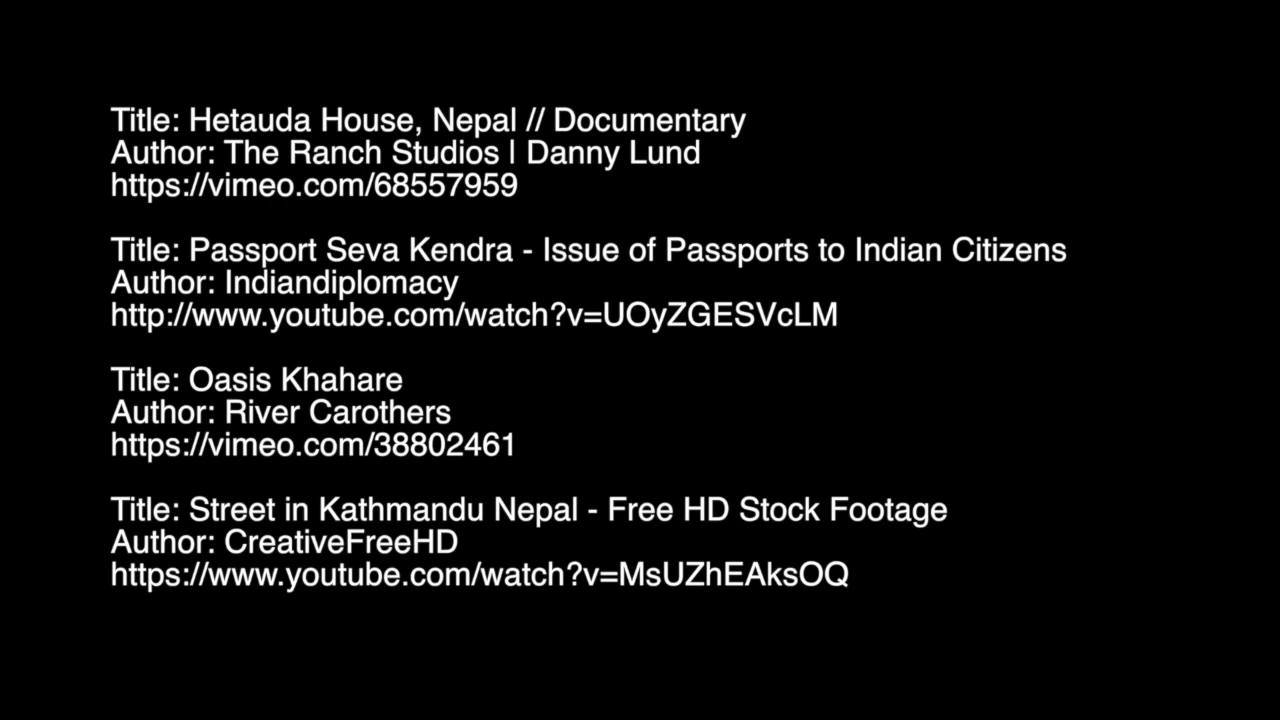 Title: Hetauda House, Nepal // Documentary
Author: The Ranch Studios | Danny Lund
https://vimeo.com/68557959
Title: Passport Seva Kendra - Issue of Passports to Indian Citizens
Author: Indiandiplomacy
http://www.youtube.com/watch?v=UOyZGESVcLM
Title: Oasis Khahare
Author: River Carothers
https://vimeo.com/38802461
Title: Street in Kathmandu Nepal - Free HD Stock Footage
Author: CreativeFreeHD
https://www.youtube.com/watch?v=MsUZhEAksOQ